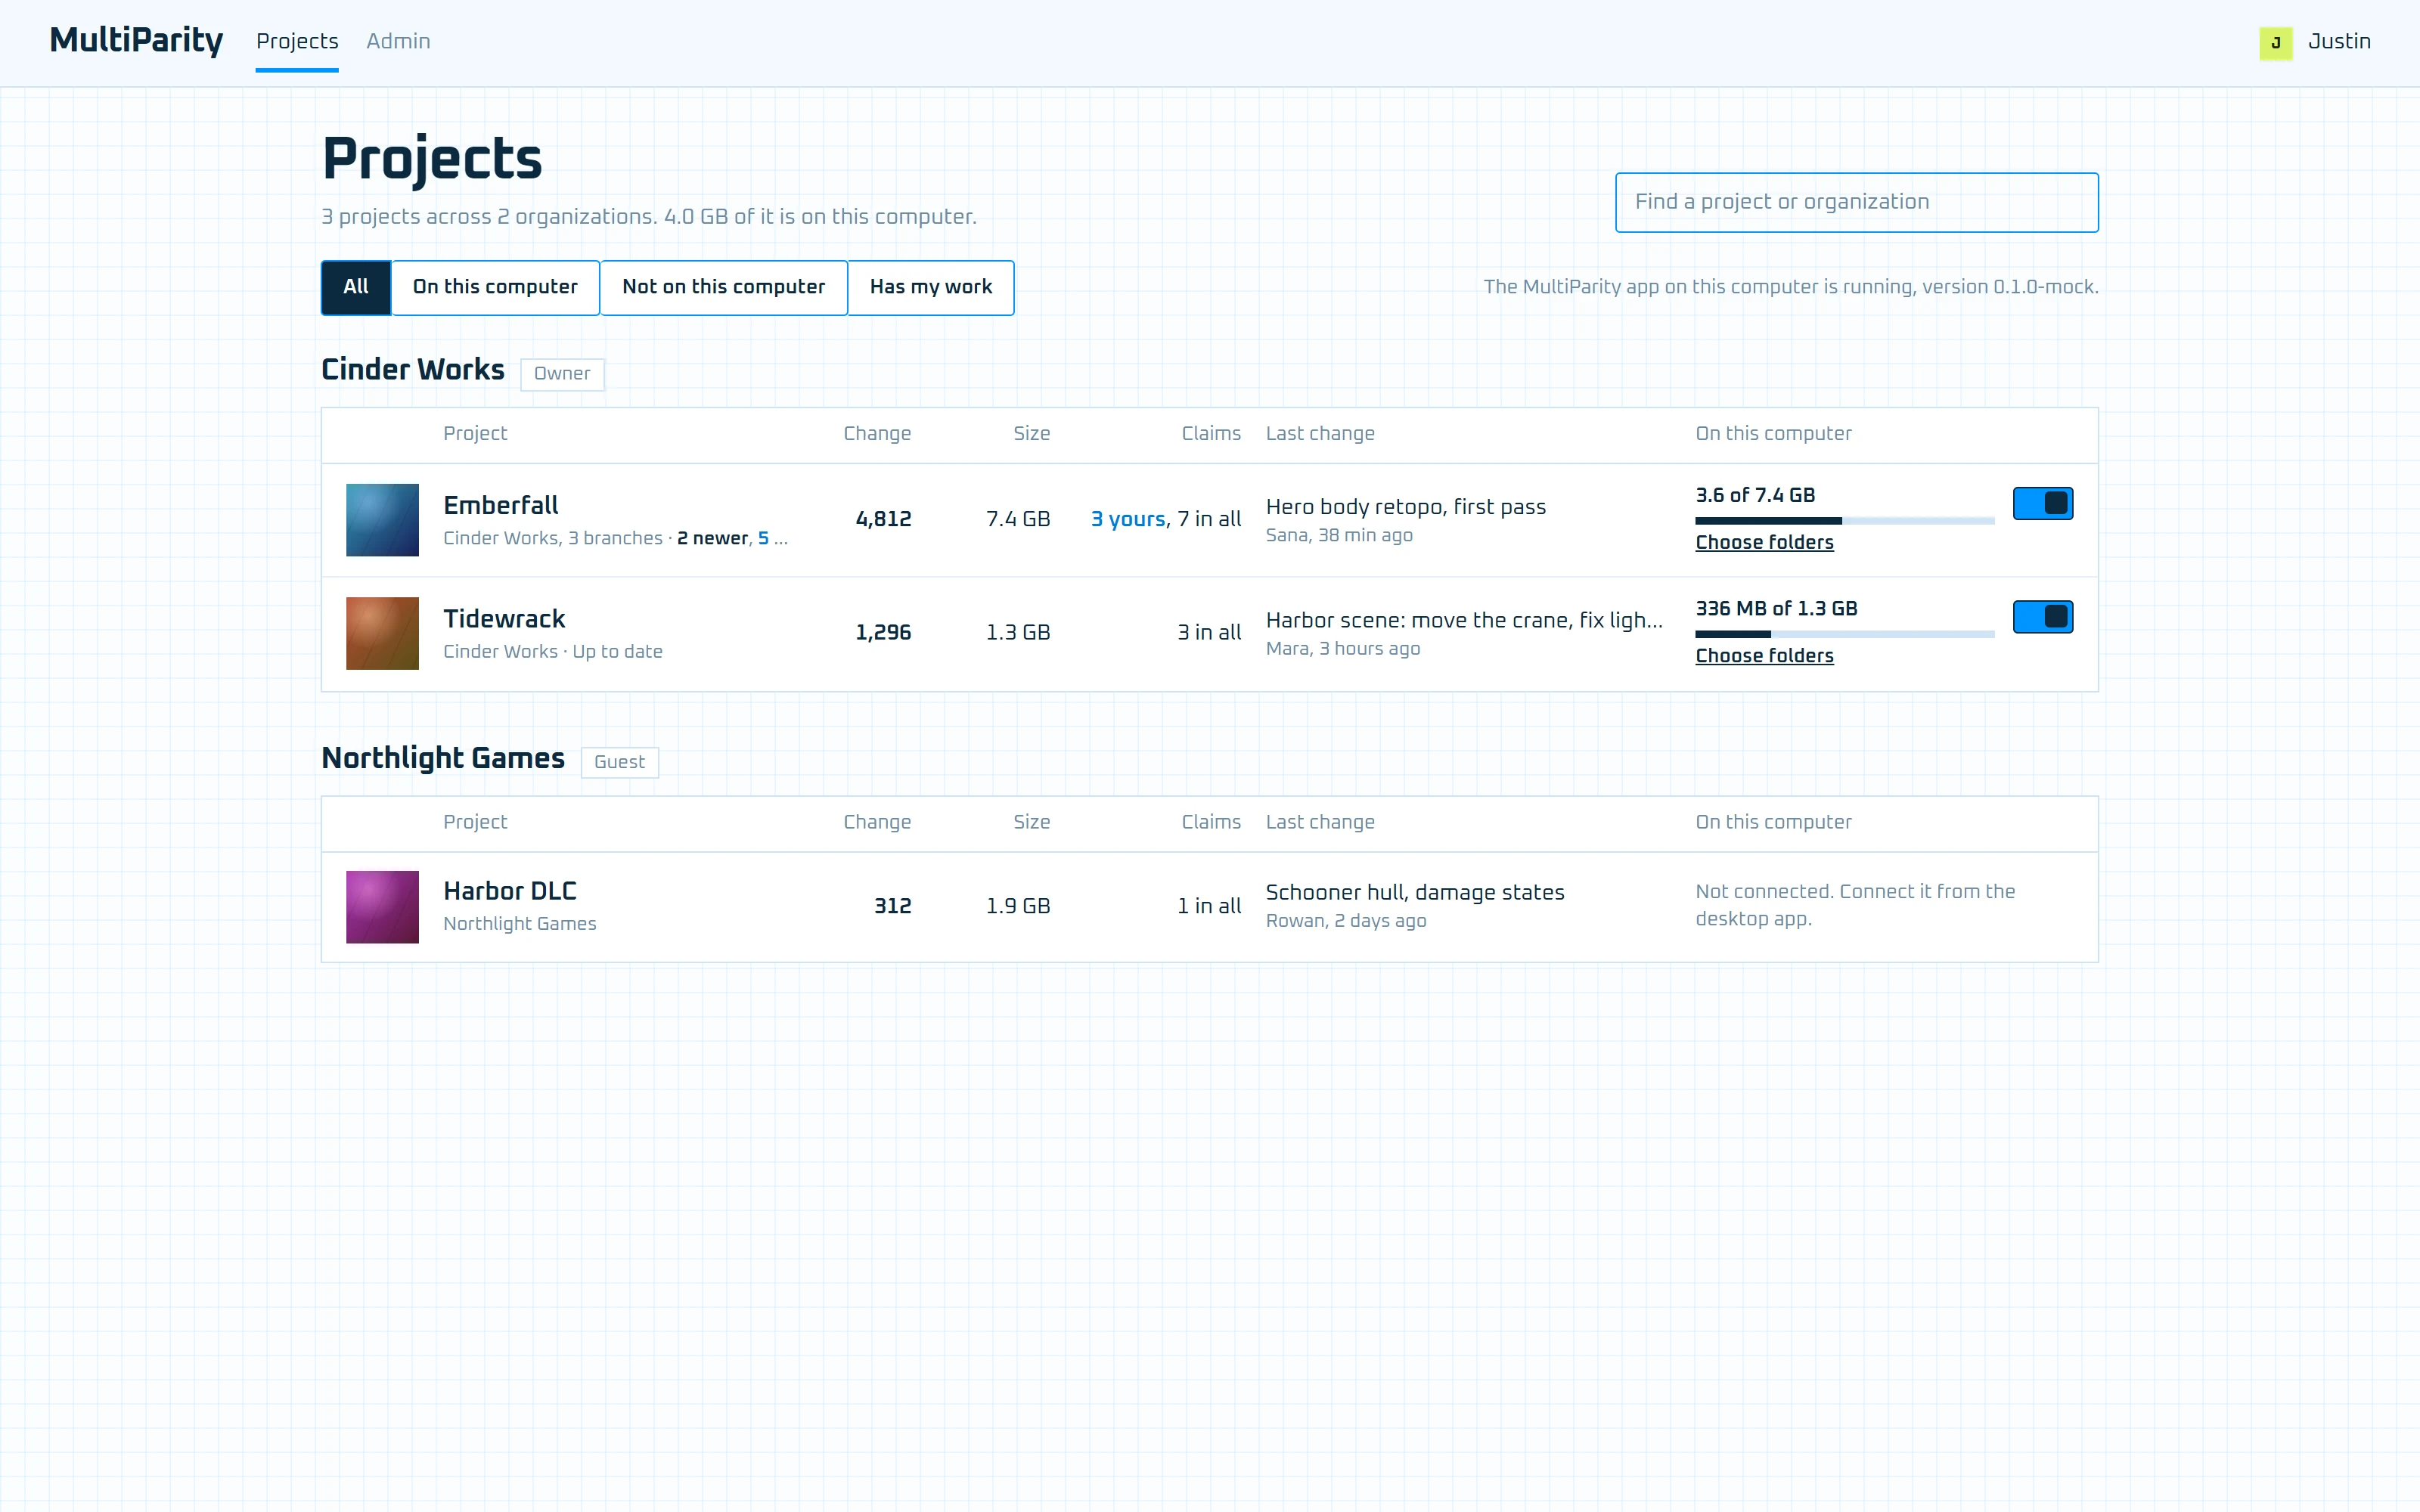 MultiParity Projects Admin J Justin
Projects
3 projects across 2 organizations. 4.0 GB of it is on this computer.
Find a project or organization
All On this computer Not on this computer Has my work
The MultiParity app on this computer is running, version 0.1.0-mock.
Cinder Works Owner
Project Change Size Claims Last change On this computer
Emberfall
Cinder Works, 3 branches · 2 newer, 5 ...
4,812 7.4 GB 3 yours, 7 in all
Hero body retopo, first pass
Sana, 38 min ago
3.6 of 7.4 GB
Choose folders
Tidewrack
Cinder Works · Up to date
1,296 1.3 GB 3 in all
Harbor scene: move the crane, fix ligh...
Mara, 3 hours ago
336 MB of 1.3 GB
Choose folders
Northlight Games Guest
Project Change Size Claims Last change On this computer
Harbor DLC
Northlight Games
312 1.9 GB 1 in all
Schooner hull, damage states
Rowan, 2 days ago
Not connected. Connect it from the
desktop app.